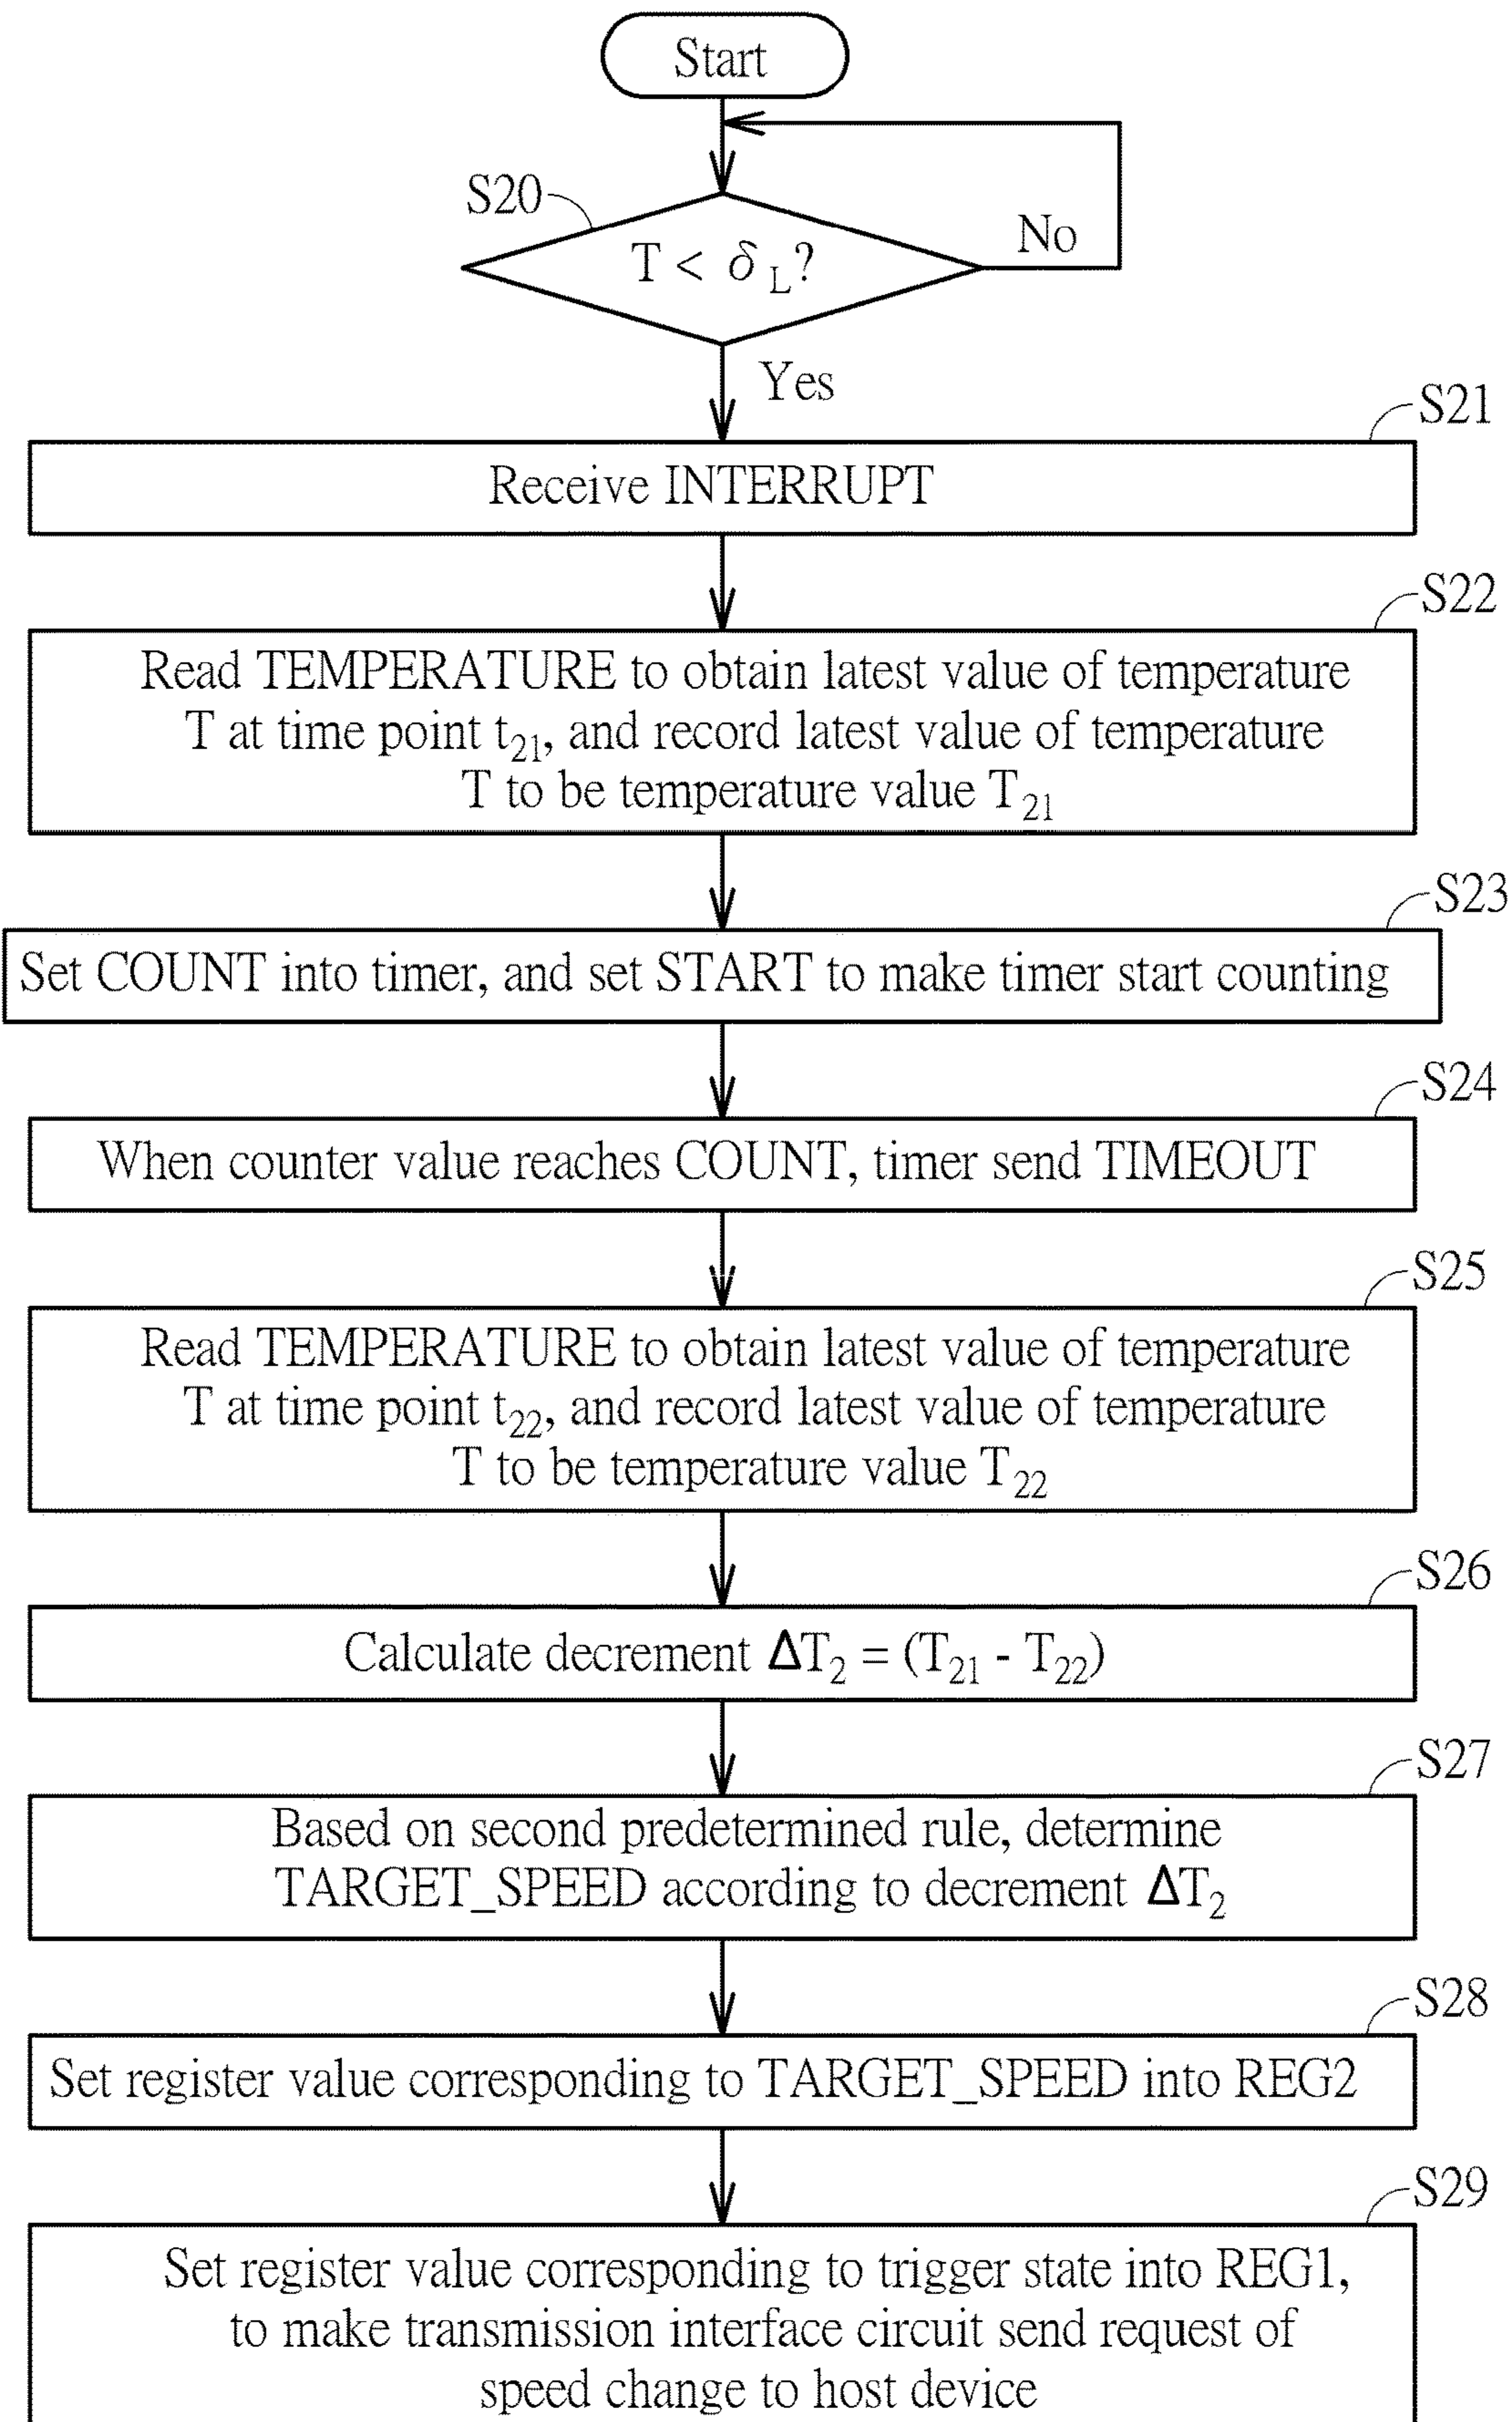 Start
S20
T < δL?
No
Yes
S21
Receive INTERRUPT
S22
Read TEMPERATURE to obtain latest value of temperature
T at time point t21, and record latest value of temperature
T to be temperature value T21
S23
Set COUNT into timer, and set START to make timer start counting
S24
When counter value reaches COUNT, timer send TIMEOUT
S25
Read TEMPERATURE to obtain latest value of temperature
T at time point t22, and record latest value of temperature
T to be temperature value T22
S26
Calculate decrement ΔT2 = (T21 - T22)
S27
Based on second predetermined rule, determine
TARGET_SPEED according to decrement ΔT2
S28
Set register value corresponding to TARGET_SPEED into REG2
S29
Set register value corresponding to trigger state into REG1,
to make transmission interface circuit send request of
speed change to host device